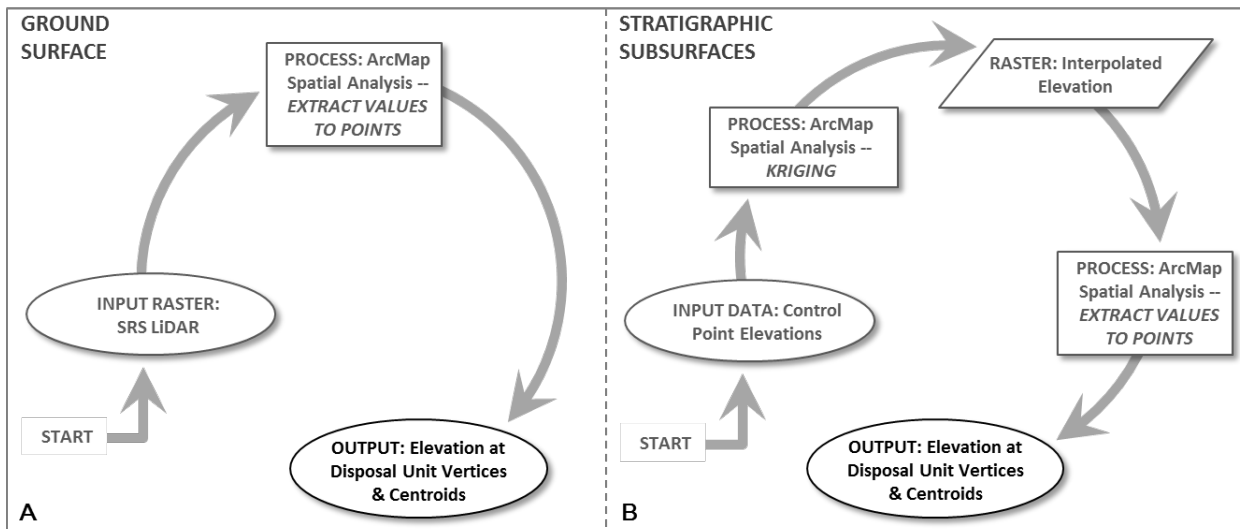 GROUND
SURFACE
PROCESS: ArcMap
Spatial Analysis --
EXTRACT VALUES
TO POINTS
INPUT RASTER:
SRS LiDAR
START
OUTPUT: Elevation at
Disposal Unit Vertices
& Centroids
A
STRATIGRAPHIC
SUBSURFACES
RASTER: Interpolated
Elevation
PROCESS: ArcMap
Spatial Analysis --
KRIGING
PROCESS: ArcMap
Spatial Analysis --
EXTRACT VALUES
TO POINTS
INPUT DATA: Control
Point Elevations
START
OUTPUT: Elevation at
Disposal Unit Vertices
& Centroids
B